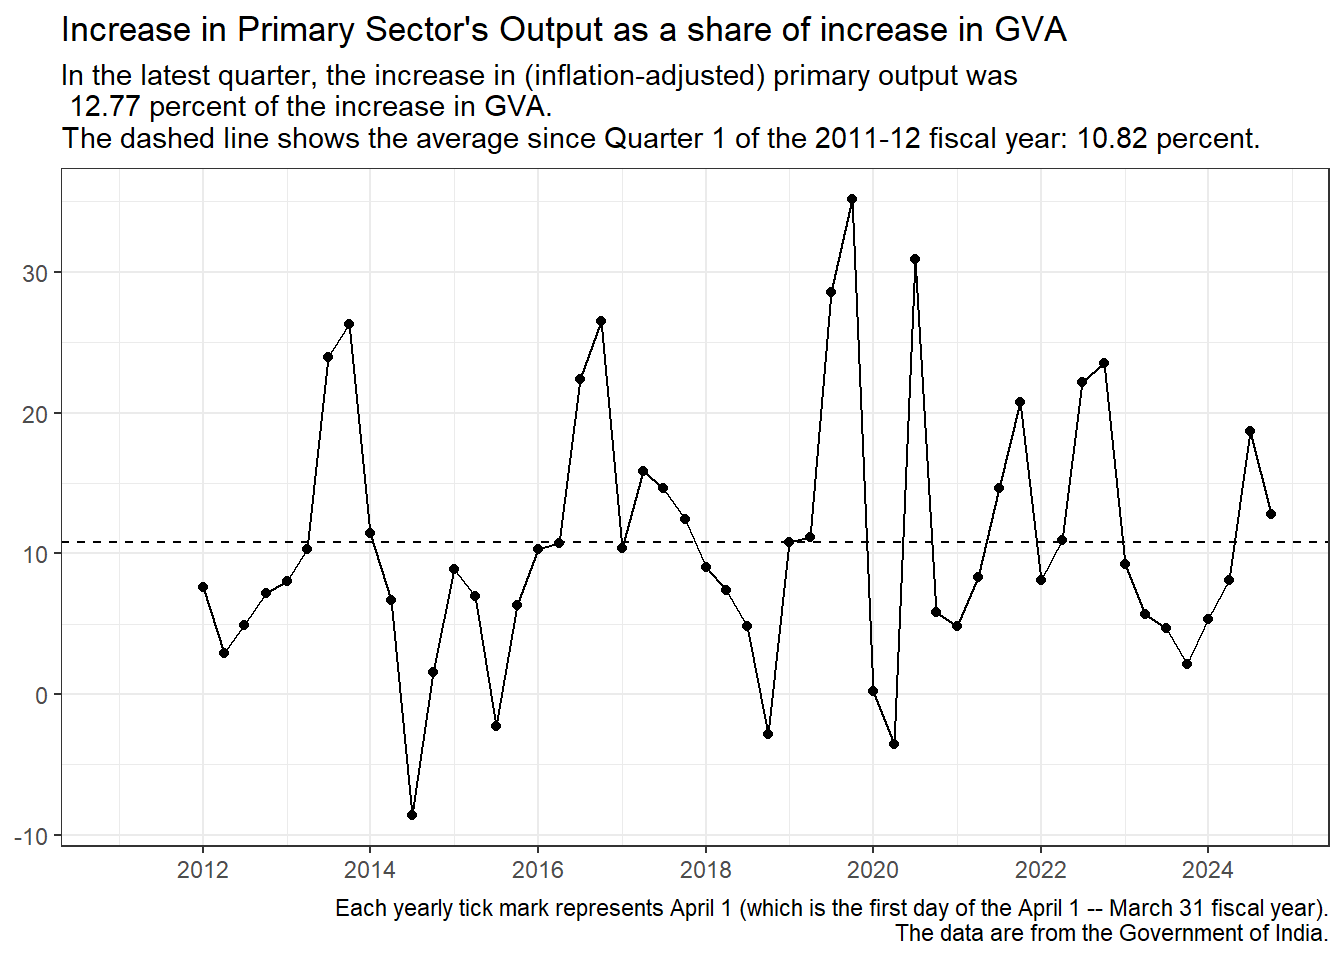 Increase in Primary Sector's Output as a share of increase in GVA
In the latest quarter, the increase in (inflation-adjusted) primary output was
12.77 percent of the increase in GVA.
The dashed line shows the average since Quarter 1 of the 2011-12 fiscal year: 10.82 percent.
30
20
10
0
-10
2012 2014 2016 2018 2020 2022 2024
Each yearly tick mark represents April 1 (which is the first day of the April 1 -- March 31 fiscal year).
The data are from the Government of India.